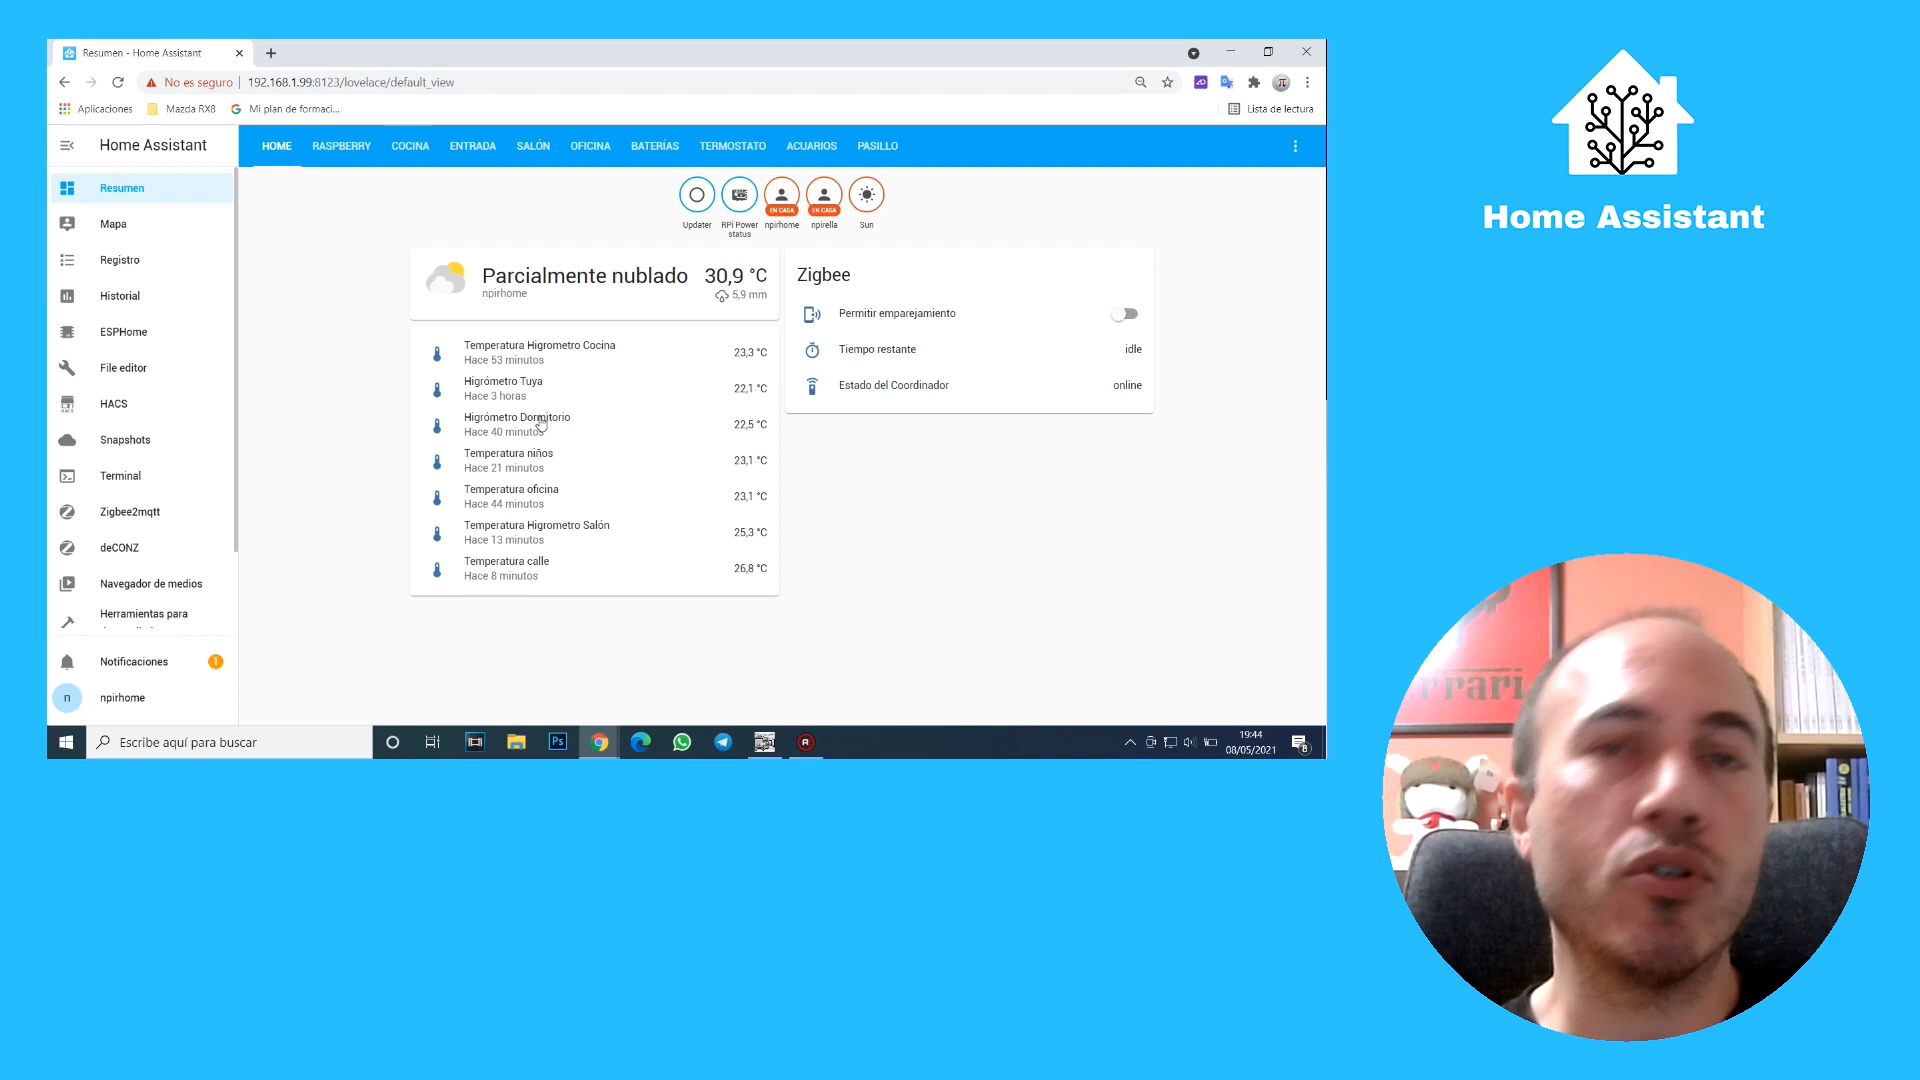 Resumen - Home Assistant
No es seguro | 192.168.1.99:8123/lovelace/default_view
Aplicaciones
Mazda RX8
Mi plan de formaci...
Lista de lectura
Home Assistant
HOME
RASPBERRY
COCINA
ENTRADA
SALÓN
OFICINA
BATERÍAS
TERMOSTATO
ACUARIOS
PASILLO
Resumen
Mapa
Registro
Historial
ESPHome
File editor
HACS
Snapshots
Terminal
Zigbee2mqtt
deCONZ
Navegador de medios
Herramientas para
Notificaciones
1
n
npirhome
EN CASA
EN CASA
Updater
RPi Power
status
npirhome
npirella
Sun
Parcialmente nublado
npirhome
30,9 °C
5,9 mm
Temperatura Higrometro Cocina
Hace 53 minutos
23,3 °C
Higrómetro Tuya
Hace 3 horas
22,1 °C
Higrómetro Dormitorio
Hace 40 minutos
22,5 °C
Temperatura niños
Hace 21 minutos
23,1 °C
Temperatura oficina
Hace 44 minutos
23,1 °C
Temperatura Higrometro Salón
Hace 13 minutos
25,3 °C
Temperatura calle
Hace 8 minutos
26,8 °C
Zigbee
Permitir emparejamiento
Tiempo restante
idle
Estado del Coordinador
online
Escribe aquí para buscar
Ps
19:44
08/05/2021
8
Home Assistant